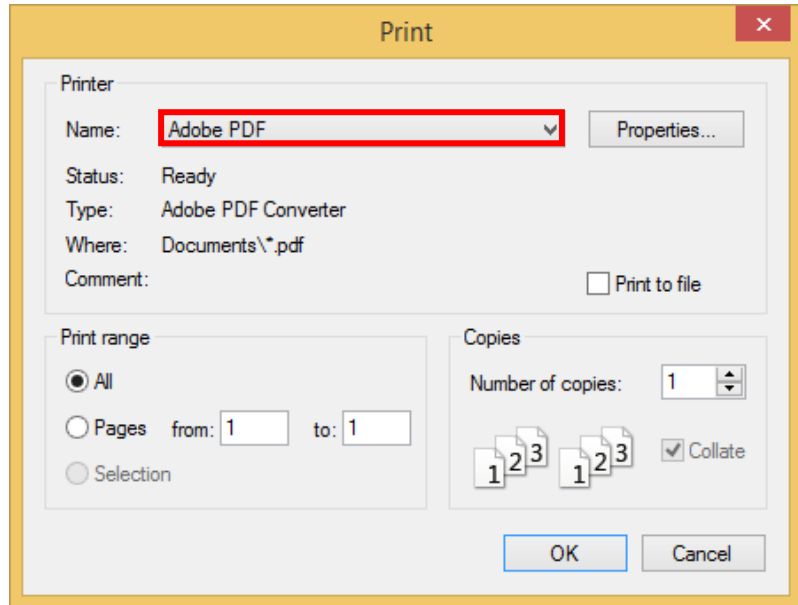 Print
Printer
Name: Adobe PDF Properties...
Status: Ready
Type: Adobe PDF Converter
Where: Documents\*.pdf
Comment:
Print to file
Print range
All
Pages from: 1 to: 1
Selection
Copies
Number of copies: 1
1 2 3 1 2 3
Collate
OK Cancel